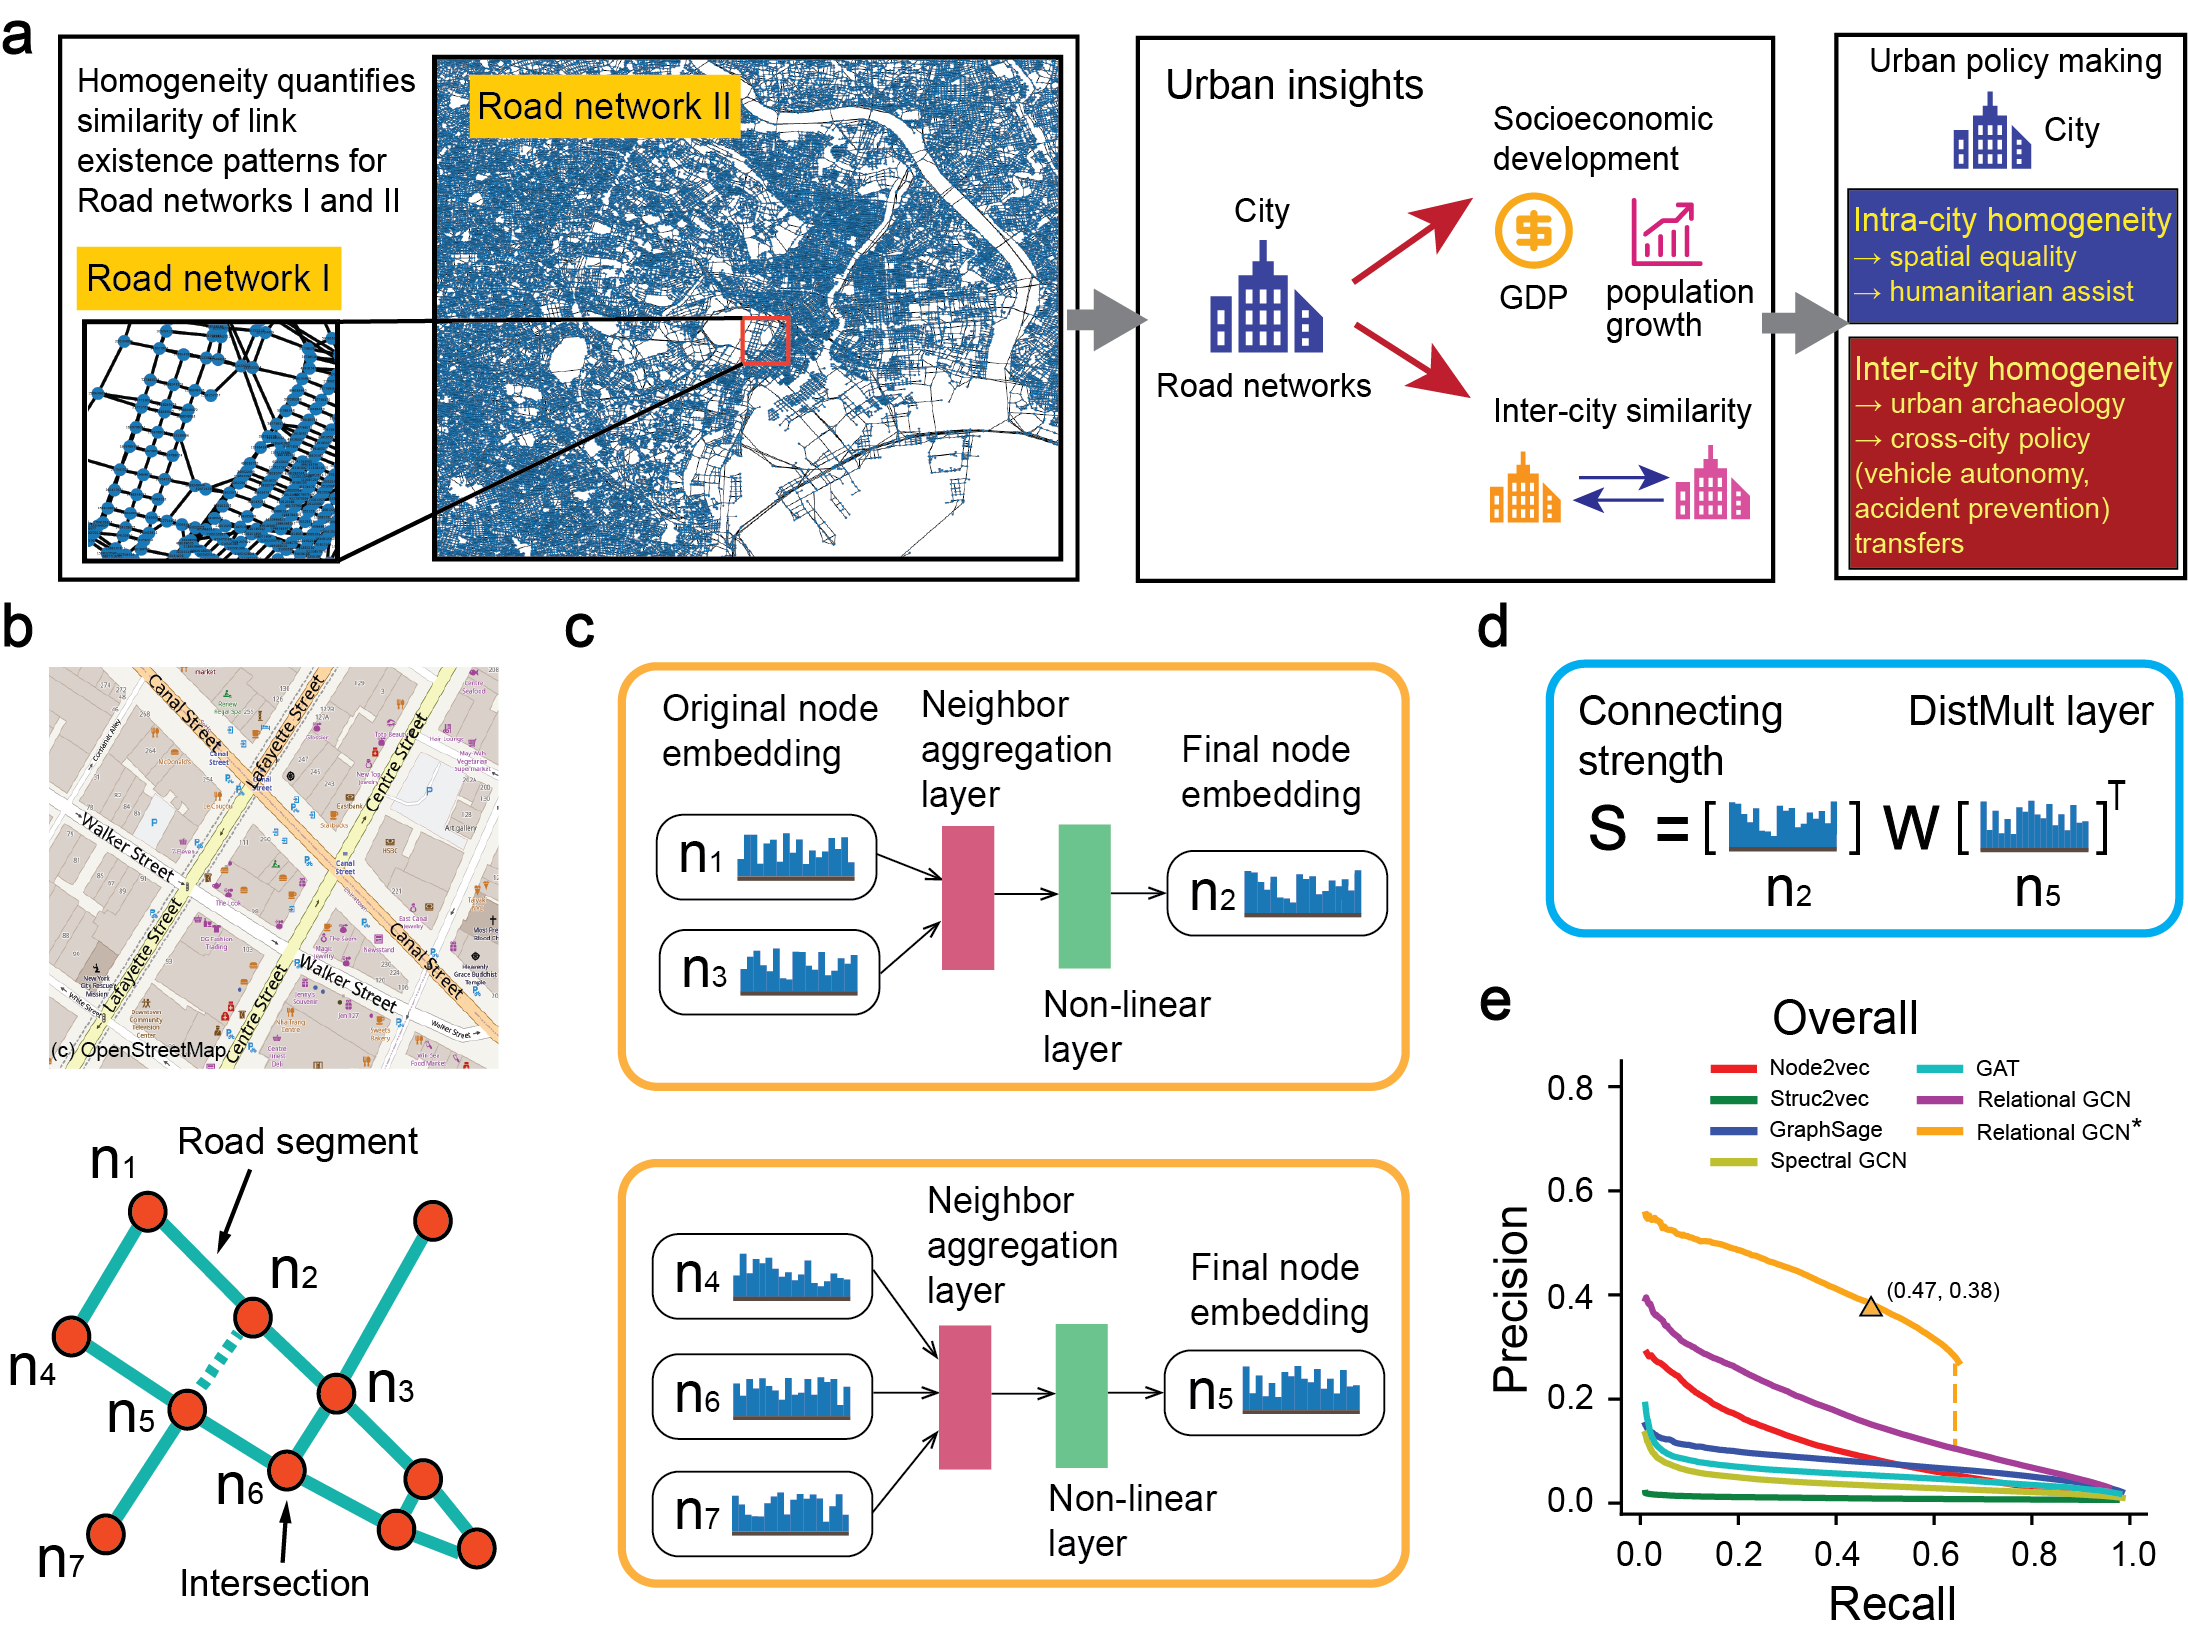 a
Homogeneity quantifies
similarity of link
existence patterns for
Road networks I and II
Road network I
Road network II
Urban insights
City
Road networks
Socioeconomic
development
GDP
population
growth
Inter-city similarity
Urban policy making
City
Intra-city homogeneity
→ spatial equality
→ humanitarian assist
Inter-city homogeneity
→ urban archaeology
→ cross-city policy
(vehicle autonomy,
accident prevention)
transfers
b
Canal Street
Lafayette Street
Centre Street
Walker Street
Canal Street
Lafayette Street
Centre Street
Walker Street
Canal Street
Walker Street
McDonald's
Art gallery
HSBC
(c) OpenStreetMap
Road segment
n1
n2
n3
n4
n5
n6
n7
Intersection
c
Original node
embedding
Neighbor
aggregation
layer
Final node
embedding
n1
n3
n2
Non-linear
layer
Neighbor
aggregation
layer
Final node
embedding
n4
n6
n7
n5
Non-linear
layer
d
Connecting
strength
DistMult layer
S = [ ] W [ ]T
n2
n5
e
Overall
Node2vec
Struc2vec
GraphSage
Spectral GCN
GAT
Relational GCN
Relational GCN*
(0.47, 0.38)
Precision
0.8
0.6
0.4
0.2
0.0
0.0 0.2 0.4 0.6 0.8 1.0
Recall